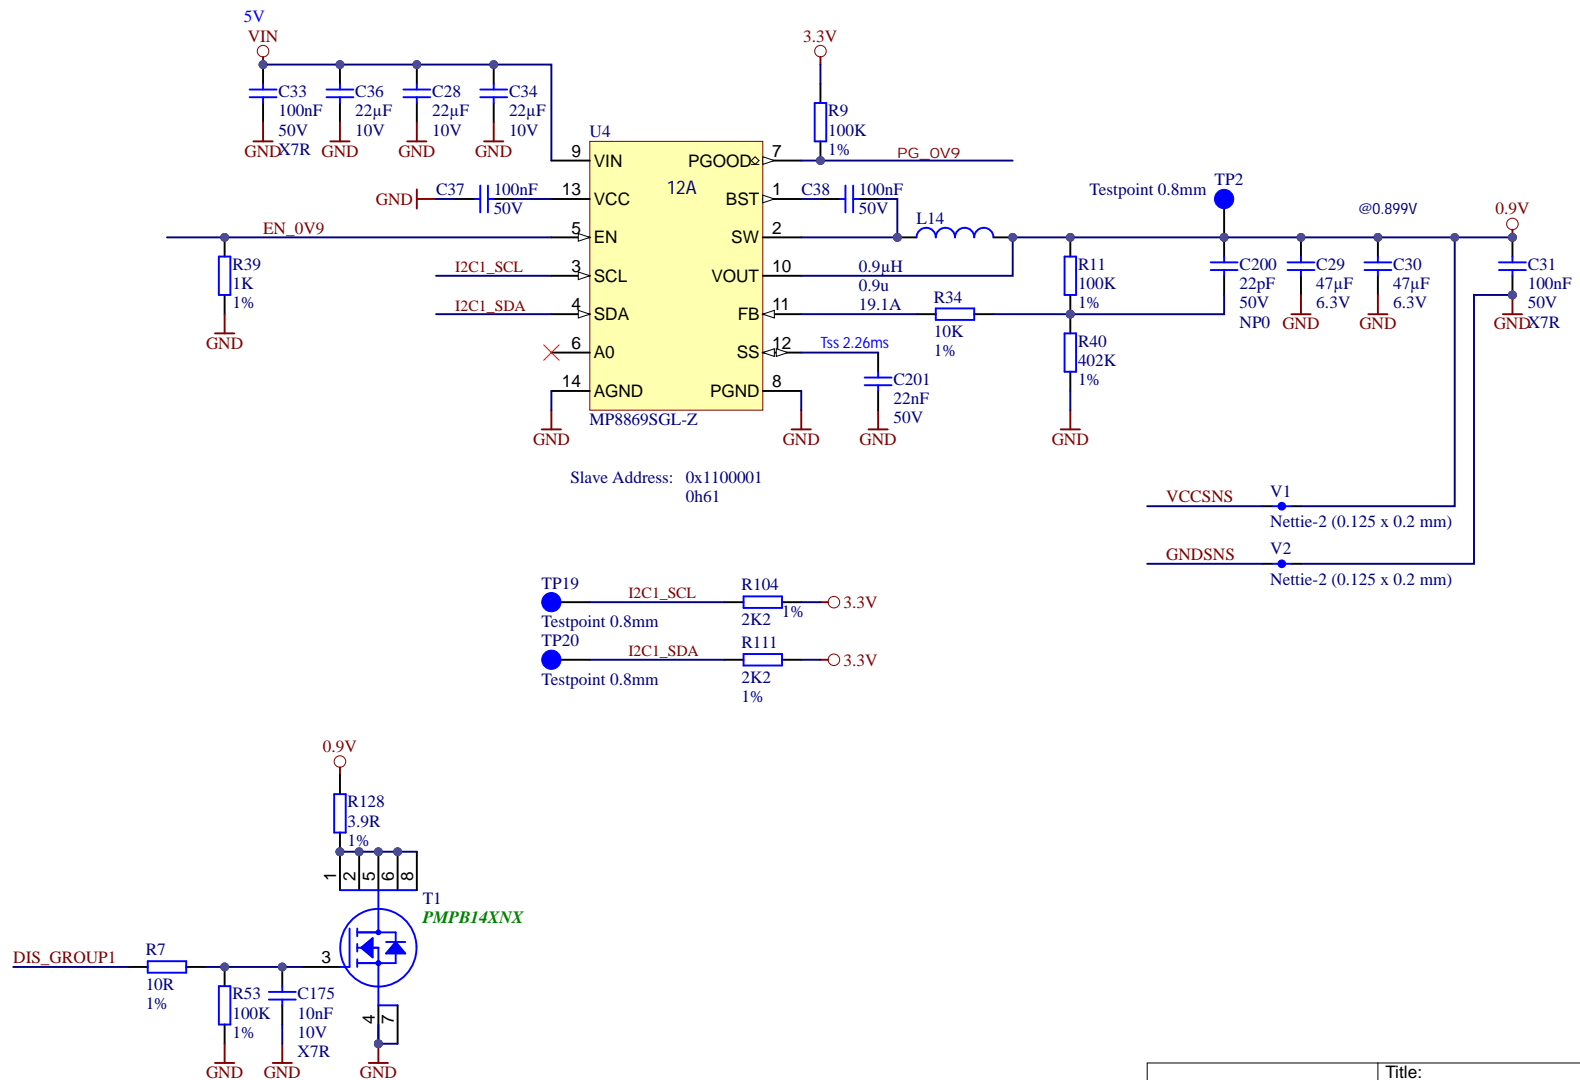 5V
VIN
C33
100nF
50V
X7R
GND
C36
22µF
10V
GND
C28
22µF
10V
GND
C34
22µF
10V
GND
3.3V
R9
100K
1%
PG_0V9
U4
12A
9 VIN
13 VCC
5 EN
3 SCL
4 SDA
6 A0
14 AGND
PGOOD 7
BST 1
SW 2
VOUT 10
FB 11
SS 12
PGND 8
MP8869SGL-Z
GND
C37
100nF
50V
EN_0V9
R39
1K
1%
GND
I2C1_SCL
I2C1_SDA
GND
GND
C38
100nF
50V
L14
0.9µH
0.9u
19.1A
R34
10K
1%
Tss 2.26ms
C201
22nF
50V
GND
R11
100K
1%
R40
402K
1%
GND
Testpoint 0.8mm
TP2
C200
22pF
50V
NP0
C29
47µF
6.3V
GND
C30
47µF
6.3V
GND
@0.899V
0.9V
C31
100nF
50V
X7R
GND
Slave Address: 0x1100001
0h61
VCCSNS
V1
Nettie-2 (0.125 x 0.2 mm)
GNDSNS
V2
Nettie-2 (0.125 x 0.2 mm)
TP19
Testpoint 0.8mm
I2C1_SCL
R104
2K2
1%
3.3V
TP20
Testpoint 0.8mm
I2C1_SDA
R111
2K2
1%
3.3V
0.9V
R128
3.9R
1%
1 2 5 6 8
T1
PMPB14XNX
DIS_GROUP1
R7
10R
1%
3
R53
100K
1%
GND
C175
10nF
10V
X7R
GND
4 7
GND
Title: